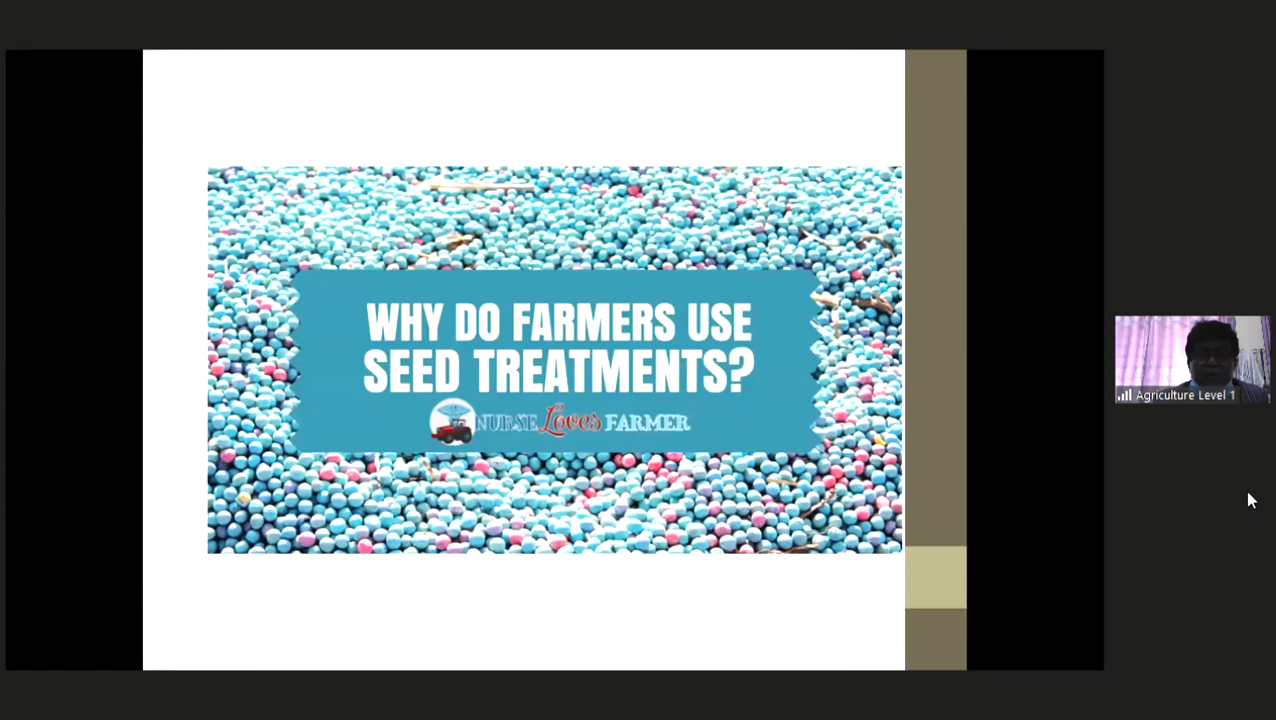 WHY DO FARMERS USE
SEED TREATMENTS?
NURSE Loves FARMER
Agriculture Level 1